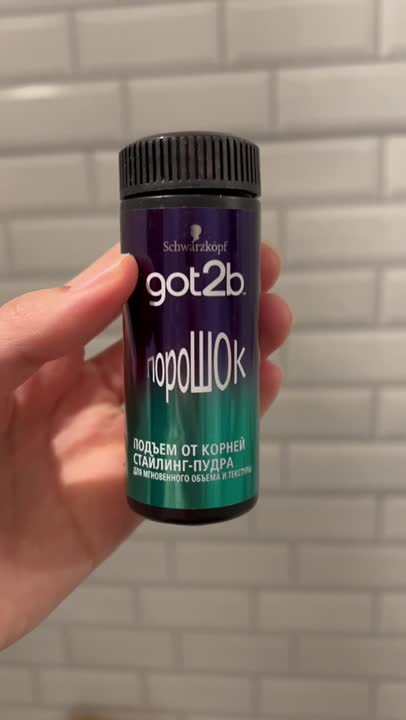 Schwarzkopf
got2b
порошок
ПОДЪЕМ ОТ КОРНЕЙ
СТАЙЛИНГ-ПУДРА
ДЛЯ МГНОВЕННОГО ОБЪЕМА И ТЕКСТУРЫ